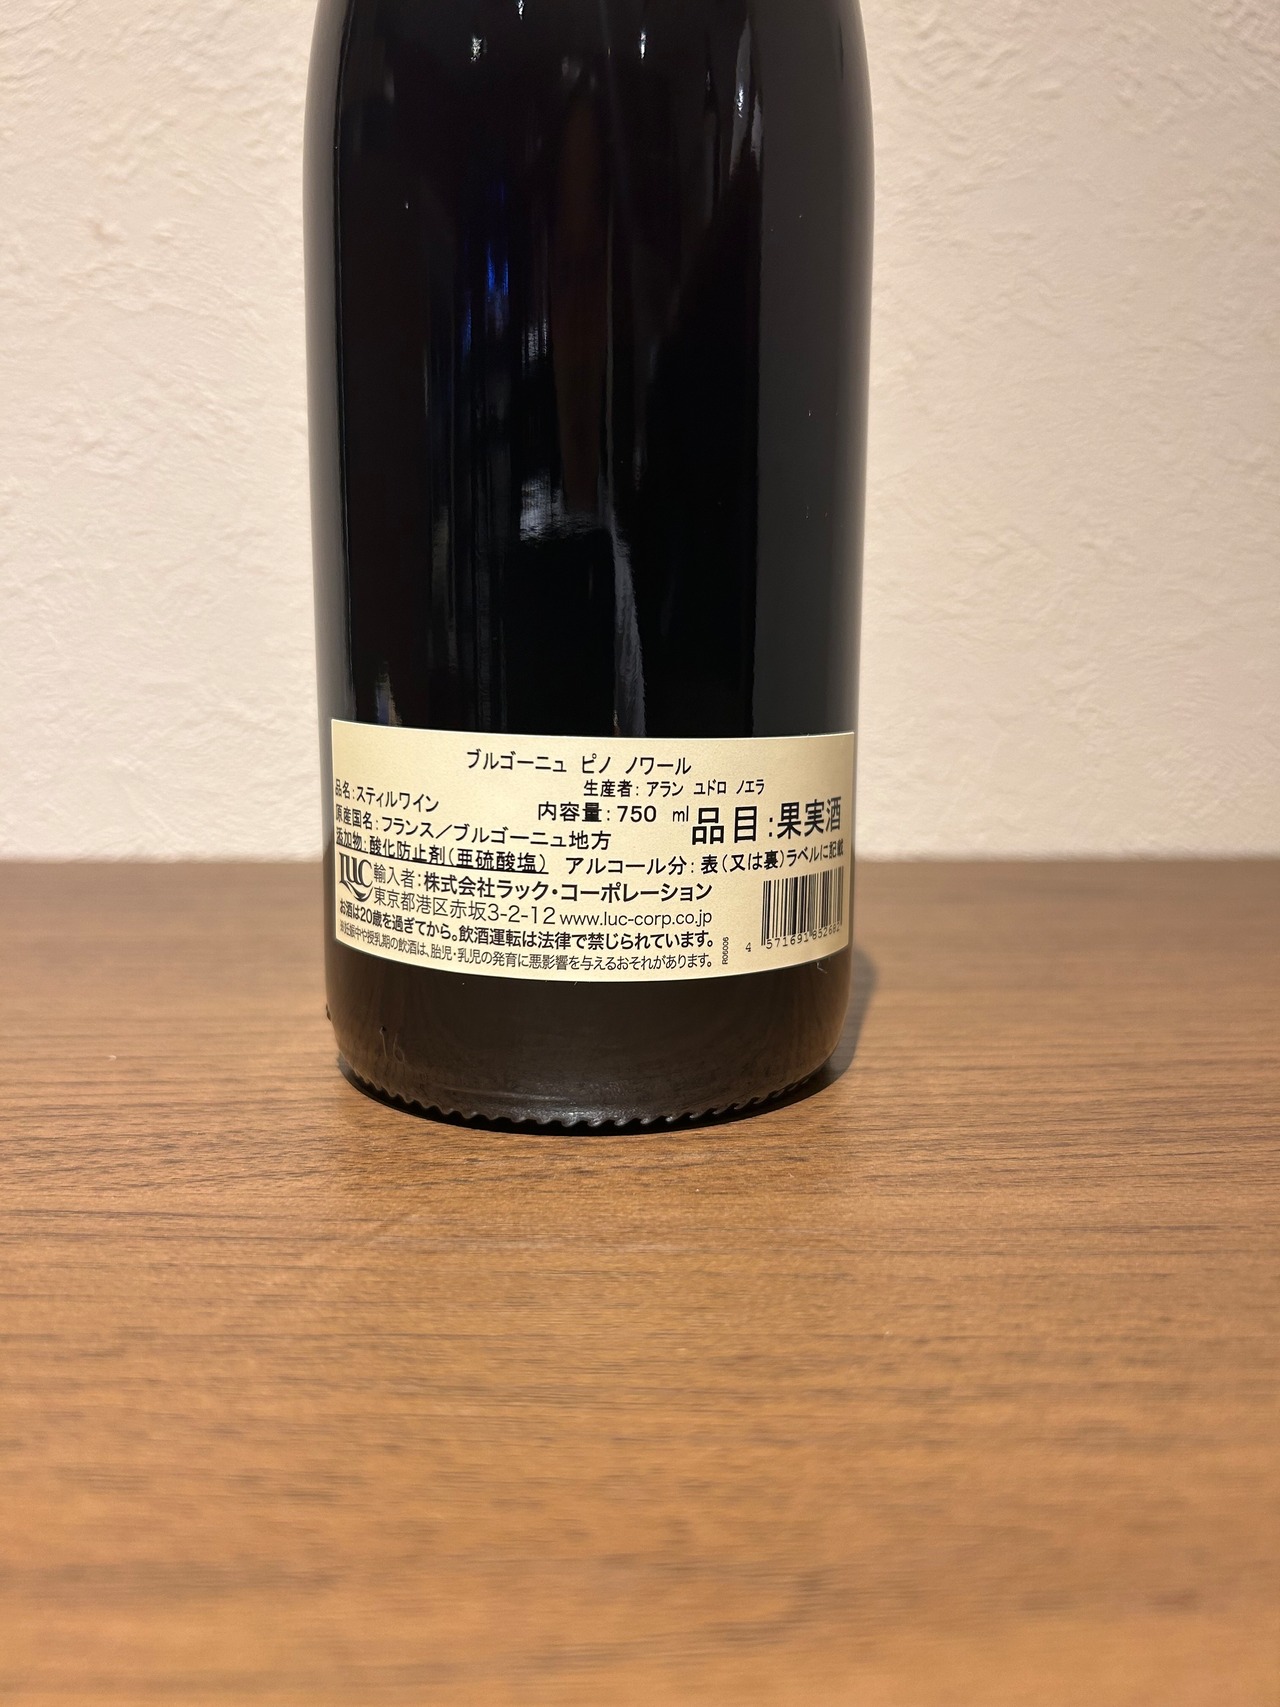 ブルゴーニュ ピノ ノワール
生産者: アラン ユドロ ノエラ
品名:スティルワイン
内容量:750 ml
品目:果実酒
原産国名:フランス/ブルゴーニュ地方
添加物:酸化防止剤(亜硫酸塩)
アルコール分:表(又は裏)ラベルに記載
LUC
輸入者:株式会社ラック・コーポレーション
東京都港区赤坂3-2-12 www.luc-corp.co.jp
お酒は20歳を過ぎてから。飲酒運転は法律で禁じられています。
※妊娠中や授乳期の飲酒は、胎児・乳児の発育に悪影響を与えるおそれがあります。
R06006
4 571691
16